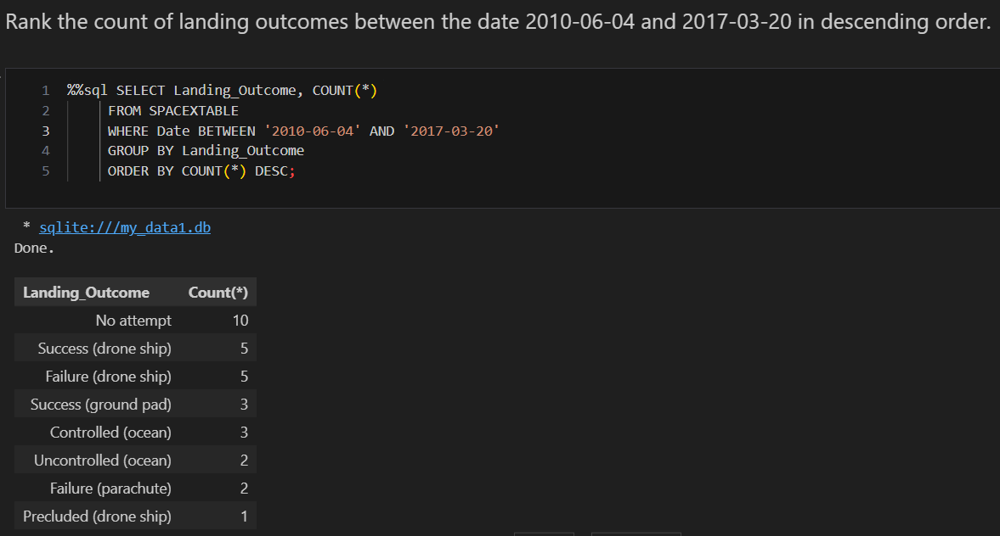 Rank the count of landing outcomes between the date 2010-06-04 and 2017-03-20 in descending order.
1 %%sql SELECT Landing_Outcome, COUNT(*)
2 FROM SPACEXTABLE
3 WHERE Date BETWEEN '2010-06-04' AND '2017-03-20'
4 GROUP BY Landing_Outcome
5 ORDER BY COUNT(*) DESC;
* sqlite:///my_data1.db
Done.
Landing_Outcome Count(*)
No attempt 10
Success (drone ship) 5
Failure (drone ship) 5
Success (ground pad) 3
Controlled (ocean) 3
Uncontrolled (ocean) 2
Failure (parachute) 2
Precluded (drone ship) 1